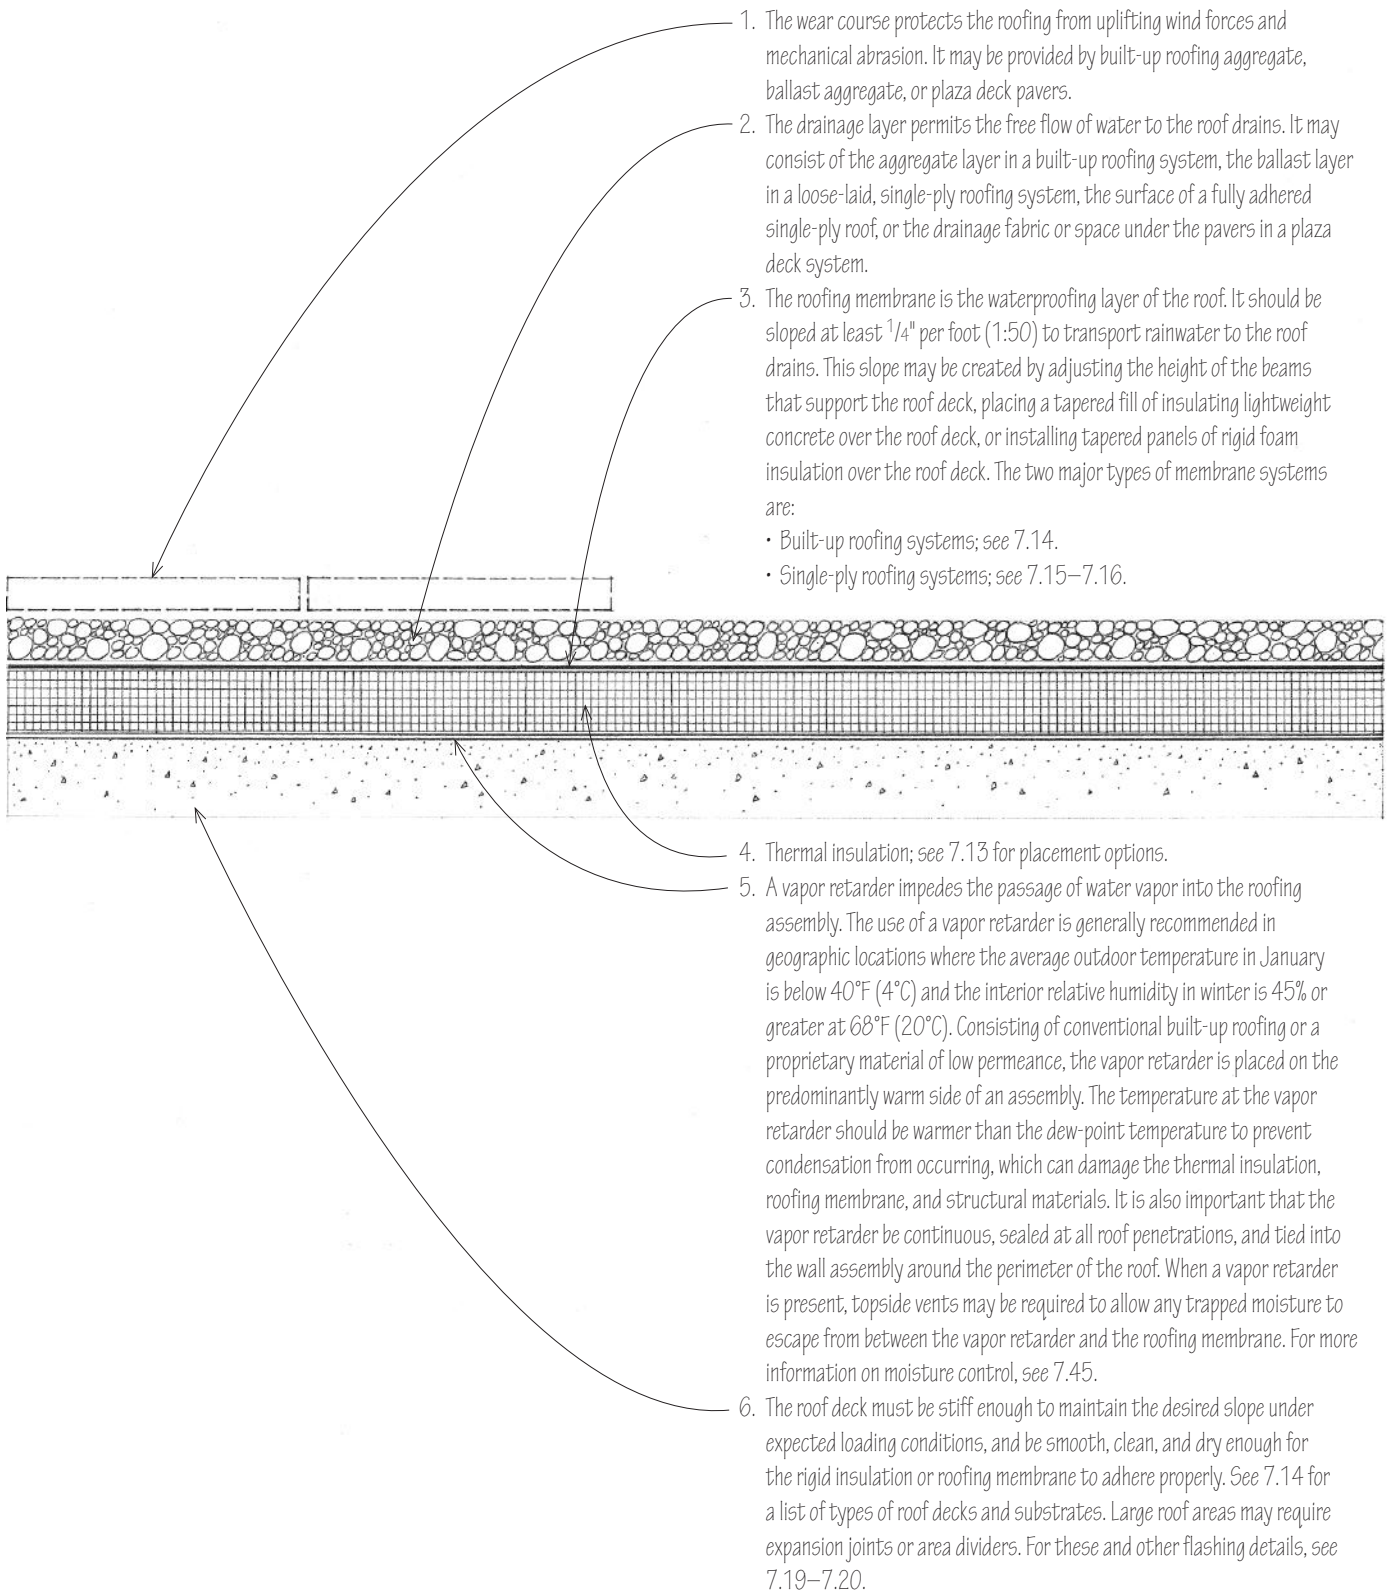 1. The wear course protects the roofing from uplifting wind forces and
mechanical abrasion. It may be provided by built-up roofing aggregate,
ballast aggregate, or plaza deck pavers.
2. The drainage layer permits the free flow of water to the roof drains. It may
consist of the aggregate layer in a built-up roofing system, the ballast layer
in a loose-laid, single-ply roofing system, the surface of a fully adhered
single-ply roof, or the drainage fabric or space under the pavers in a plaza
deck system.
3. The roofing membrane is the waterproofing layer of the roof. It should be
sloped at least 1/4" per foot (1:50) to transport rainwater to the roof
drains. This slope may be created by adjusting the height of the beams
that support the roof deck, placing a tapered fill of insulating lightweight
concrete over the roof deck, or installing tapered panels of rigid foam
insulation over the roof deck. The two major types of membrane systems
are:
• Built-up roofing systems; see 7.14.
• Single-ply roofing systems; see 7.15–7.16.
4. Thermal insulation; see 7.13 for placement options.
5. A vapor retarder impedes the passage of water vapor into the roofing
assembly. The use of a vapor retarder is generally recommended in
geographic locations where the average outdoor temperature in January
is below 40°F (4°C) and the interior relative humidity in winter is 45% or
greater at 68°F (20°C). Consisting of conventional built-up roofing or a
proprietary material of low permeance, the vapor retarder is placed on the
predominantly warm side of an assembly. The temperature at the vapor
retarder should be warmer than the dew-point temperature to prevent
condensation from occurring, which can damage the thermal insulation,
roofing membrane, and structural materials. It is also important that the
vapor retarder be continuous, sealed at all roof penetrations, and tied into
the wall assembly around the perimeter of the roof. When a vapor retarder
is present, topside vents may be required to allow any trapped moisture to
escape from between the vapor retarder and the roofing membrane. For more
information on moisture control, see 7.45.
6. The roof deck must be stiff enough to maintain the desired slope under
expected loading conditions, and be smooth, clean, and dry enough for
the rigid insulation or roofing membrane to adhere properly. See 7.14 for
a list of types of roof decks and substrates. Large roof areas may require
expansion joints or area dividers. For these and other flashing details, see
7.19–7.20.